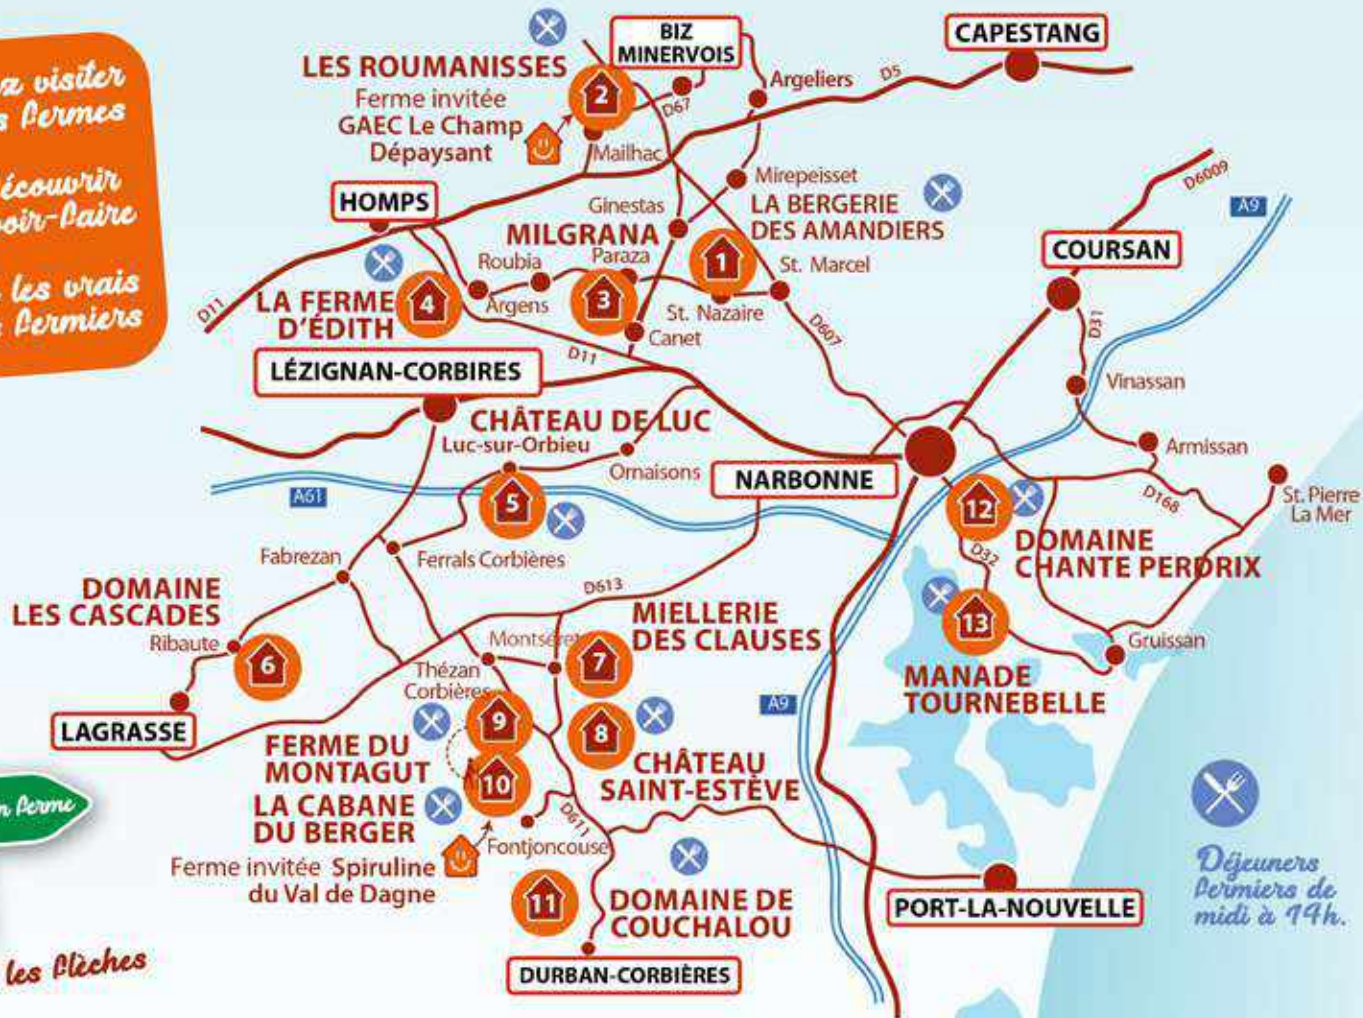 visiter
fermes
écouvrir
oir-faire
les vrais
fermiers
BIZ
MINERVOIS
CAPESTANG
LES ROUMANISSES
Ferme invitée
GAEC Le Champ
Dépaysant
2
D67
Argeliers
D5
Mailhac
Mirepeisset
D6009
A9
HOMPS
Ginestas
LA BERGERIE
DES AMANDIERS
1
MILGRANA
COURSAN
Roubia
Paraza
St. Marcel
LA FERME
D'ÉDITH
4
Argens
3
St. Nazaire
D11
Canet
D607
D31
D11
LÉZIGNAN-CORBIRES
Vinassan
CHÂTEAU DE LUC
Luc-sur-Orbieu
Ornaisons
NARBONNE
Armissan
A61
5
12
D168
St. Pierre
La Mer
Fabrezan
Ferrals Corbières
D32
DOMAINE
CHANTE PERDRIX
DOMAINE
LES CASCADES
D613
MIELLERIE
DES CLAUSES
13
Ribaute
6
Montséret
7
Gruissan
Thézan
Corbières
MANADE
TOURNEBELLE
A9
LAGRASSE
9
8
FERME DU
MONTAGUT
10
CHÂTEAU
SAINT-ESTÈVE
LA CABANE
DU BERGER
D611
Fontjoncouse
Ferme invitée Spiruline
du Val de Dagne
11
DOMAINE DE
COUCHALOU
PORT-LA-NOUVELLE
DURBAN-CORBIÈRES
Déjeuners
fermiers de
midi à 14h.
ferme
les flèches